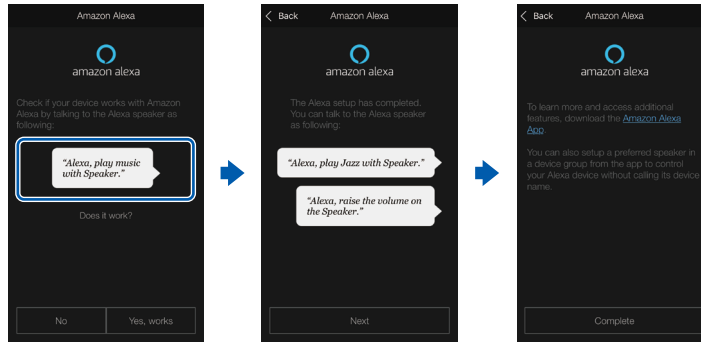 Amazon Alexa
amazon alexa
Check if your device works with Amazon
Alexa by talking to the Alexa speaker as
following:
“Alexa, play music
with Speaker.”
Does it work?
No
Yes, works
Back
Amazon Alexa
amazon alexa
The Alexa setup has completed.
You can talk to the Alexa speaker
as following:
“Alexa, play Jazz with Speaker.”
“Alexa, raise the volume on
the Speaker.”
Next
Back
Amazon Alexa
amazon alexa
To learn more and access additional
features, download the Amazon Alexa
App.
You can also setup a preferred speaker in
a device group from the app to control
your Alexa device without calling its device
name.
Complete